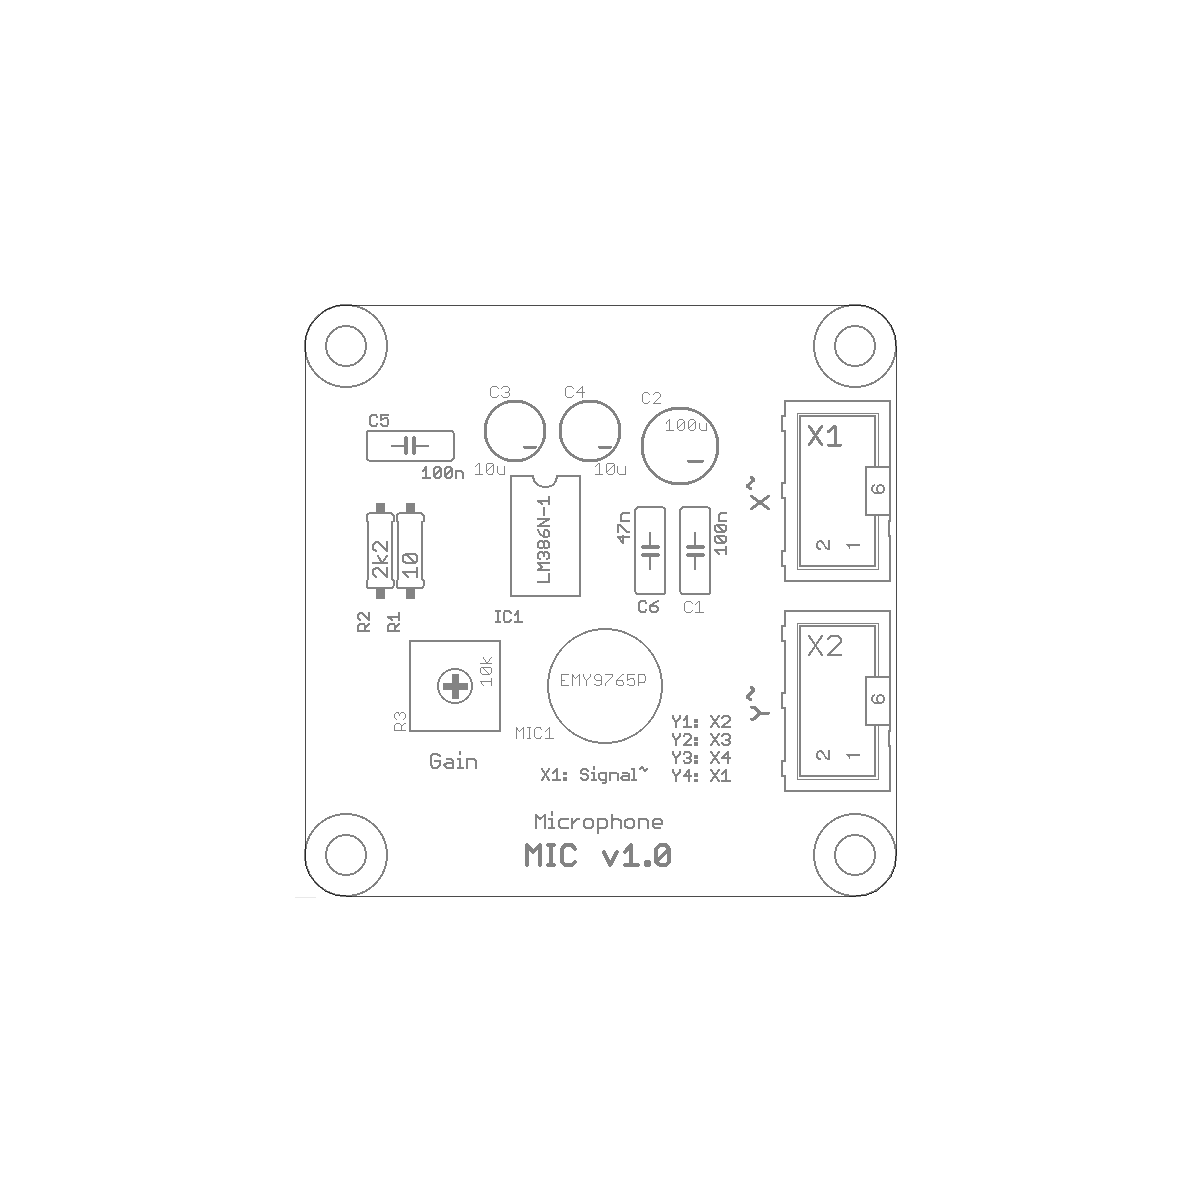 C3
C4
C2
C5
100u
X1
10u
10u
100n
X~
6
LM386N-1
47n
100n
2k2
10
2
1
C6
C1
R2
R1
IC1
X2
10k
EMY9765P
6
Y~
R3
MIC1
Y1: X2
Y2: X3
Y3: X4
Y4: X1
2
1
Gain
X1: Signal~
Microphone
MIC v1.0